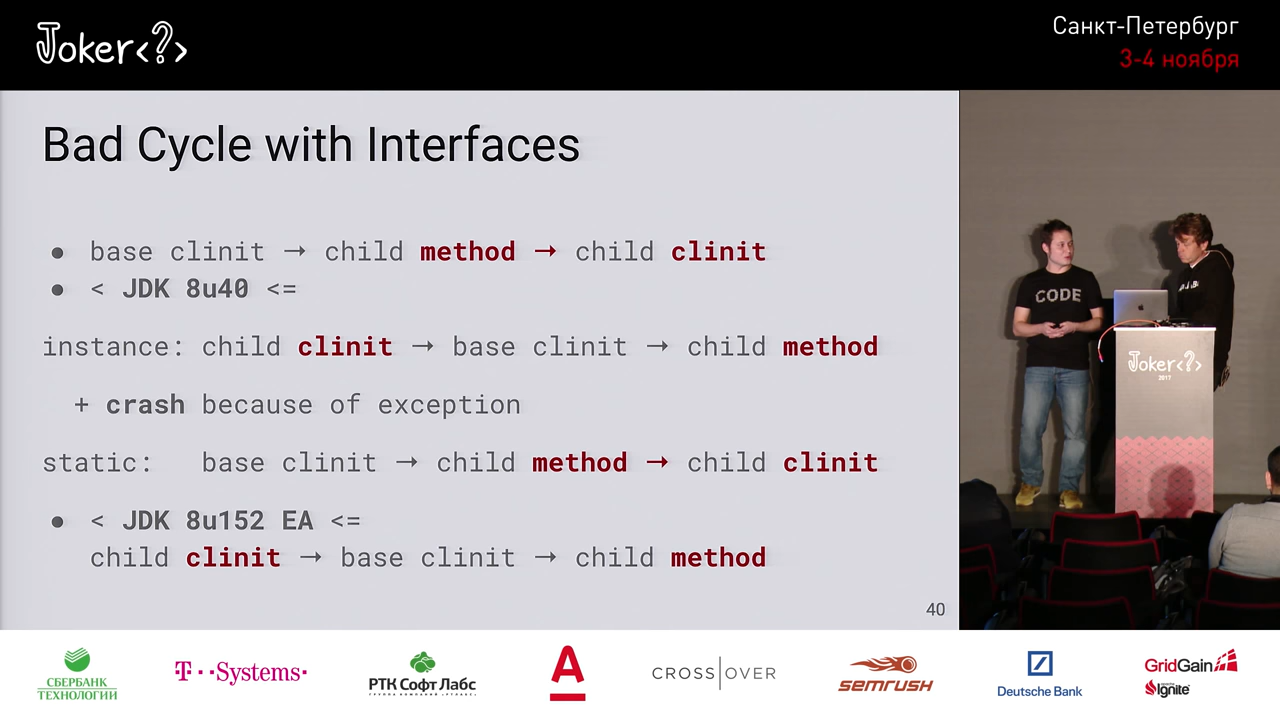 Joker<?>
Санкт-Петербург
3-4 ноября
Bad Cycle with Interfaces
● base clinit → child method → child clinit
● < JDK 8u40 <=
instance: child clinit → base clinit → child method
+ crash because of exception
static: base clinit → child method → child clinit
● < JDK 8u152 EA <=
child clinit → base clinit → child method
40
CODE
Joker<?>
2017
СБЕРБАНК
ТЕХНОЛОГИИ
T··Systems·
РТК Софт Лабс
А
CROSS OVER
semrush
Deutsche Bank
GridGain
Ignite